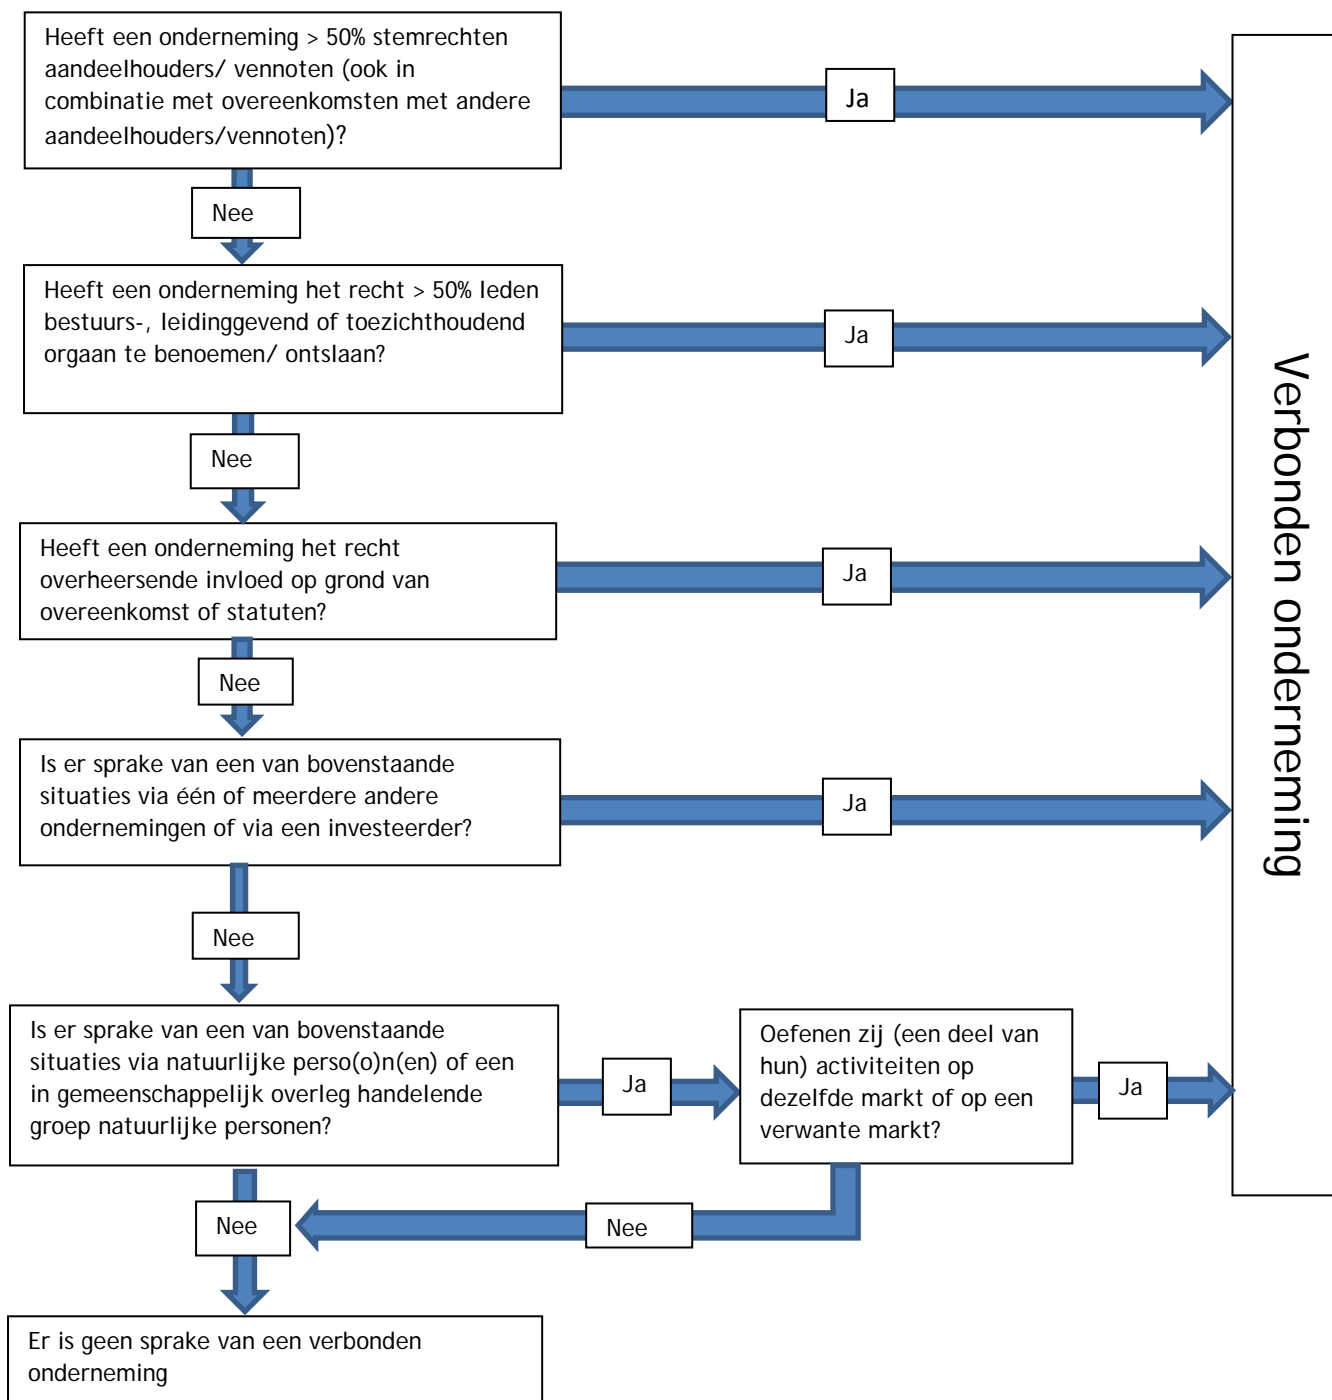 Heeft een onderneming > 50% stemrechten
aandeelhouders/ vennoten (ook in
combinatie met overeenkomsten met andere
aandeelhouders/vennoten)?
Ja
Nee
Heeft een onderneming het recht > 50% leden
bestuurs-, leidinggevend of toezichthoudend
orgaan te benoemen/ ontslaan?
Ja
Nee
Heeft een onderneming het recht
overheersende invloed op grond van
overeenkomst of statuten?
Ja
Nee
Is er sprake van een van bovenstaande
situaties via één of meerdere andere
ondernemingen of via een investeerder?
Ja
Nee
Is er sprake van een van bovenstaande
situaties via natuurlijke perso(o)n(en) of een
in gemeenschappelijk overleg handelende
groep natuurlijke personen?
Ja
Oefenen zij (een deel van
hun) activiteiten op
dezelfde markt of op een
verwante markt?
Ja
Nee
Nee
Er is geen sprake van een verbonden
onderneming
Verbonden onderneming